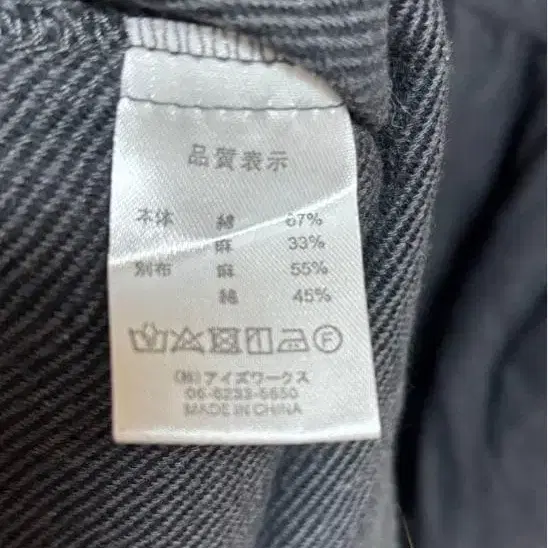 品質表示
本体 綿 67%
麻 33%
別布 麻 55%
綿 45%
(株)アイズワークス
06-6233-5650
MADE IN CHINA